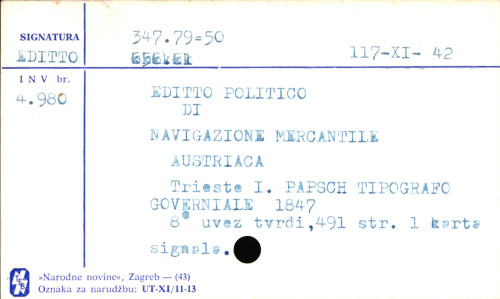 SIGNATURA
347.79=50
EDITTO
117-XI- 42
INV br.
4.980
EDITTO POLITICO
DI
NAVIGAZIONE MERCANTILE
AUSTRIACA
Trieste I. PAPSCH TIPOGRAFO
GOVERNIALE 1847
8° uvez tvrdi,491 str. 1 karta
signala.
»Narodne novine«, Zagreb — (43)
Oznaka za narudžbu: UT-XI/11-13